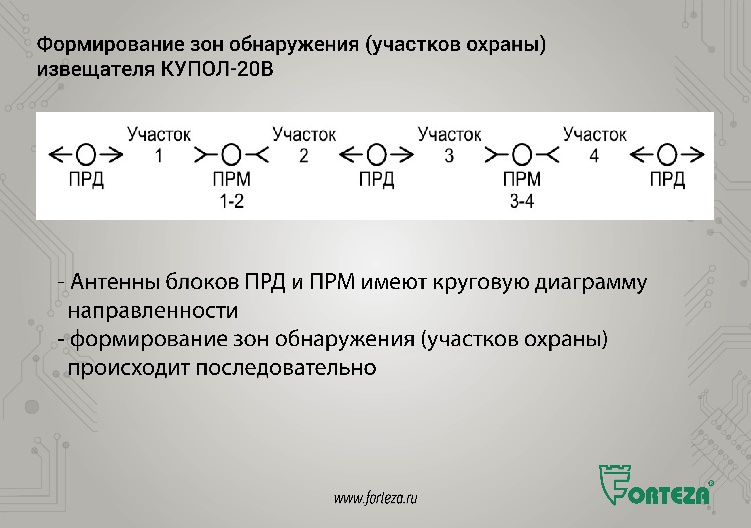 Формирование зон обнаружения (участков охраны)
извещателя КУПОЛ-20В
Участок Участок Участок Участок
1 2 3 4
ПРД ПРМ ПРД ПРМ ПРД
1-2 3-4
- Антенны блоков ПРД и ПРМ имеют круговую диаграмму
направленности
- формирование зон обнаружения (участков охраны)
происходит последовательно
www.forteza.ru
FORTEZA®